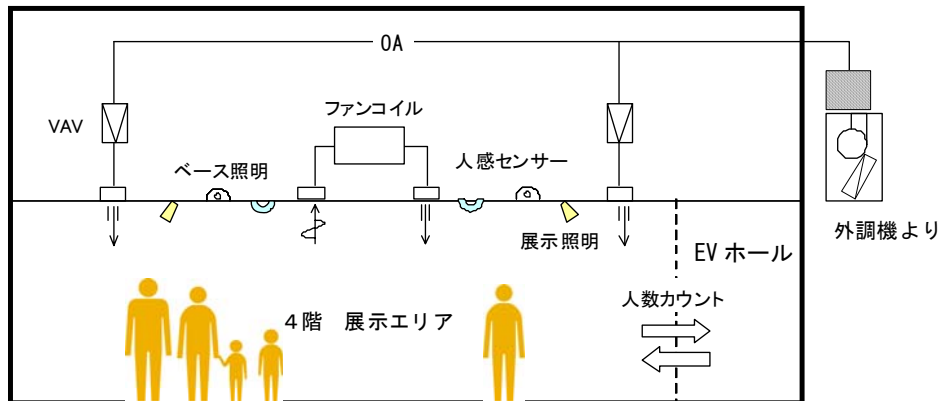 OA
VAV
ファンコイル
ベース照明
人感センサー
展示照明
外調機より
EV ホール
人数カウント
4階 展示エリア